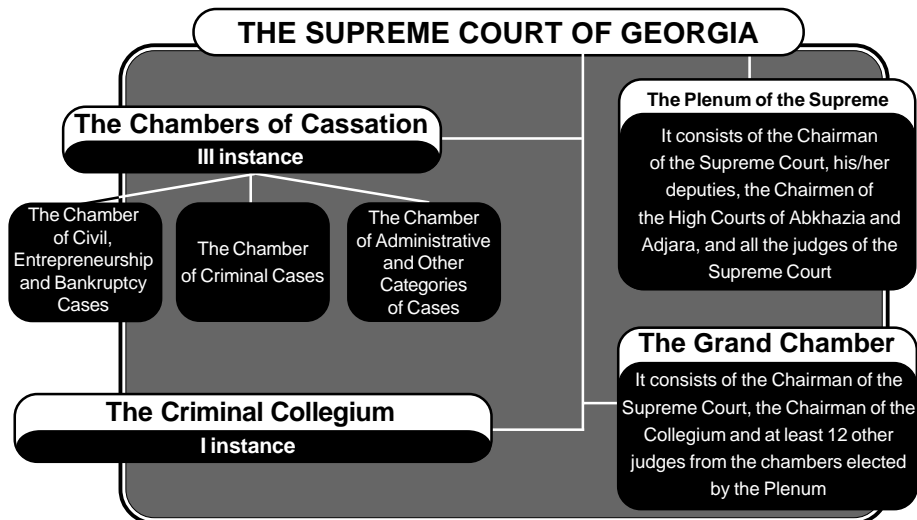 THE SUPREME COURT OF GEORGIA
The Chambers of Cassation
III instance
The Chamber
of Civil,
Entrepreneurship
and Bankruptcy
Cases
The Chamber
of Criminal Cases
The Chamber
of Administrative
and Other
Categories
of Cases
The Criminal Collegium
I instance
The Plenum of the Supreme
It consists of the Chairman
of the Supreme Court, his/her
deputies, the Chairmen of
the High Courts of Abkhazia and
Adjara, and all the judges of the
Supreme Court
The Grand Chamber
It consists of the Chairman of the
Supreme Court, the Chairman of the
Collegium and at least 12 other
judges from the chambers elected
by the Plenum